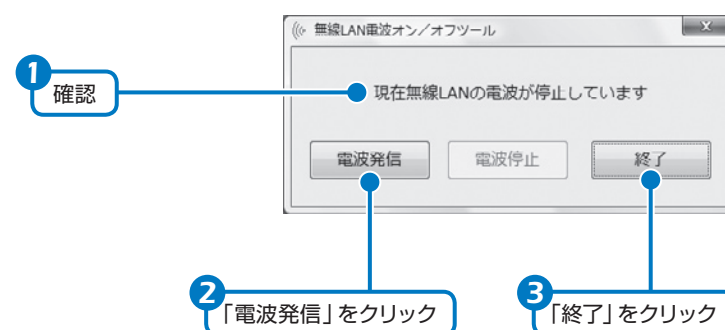 無線LAN電波オン／オフツール
x
1
確認
現在無線LANの電波が停止しています
電波発信
電波停止
終了
2
「電波発信」をクリック
3
「終了」をクリック